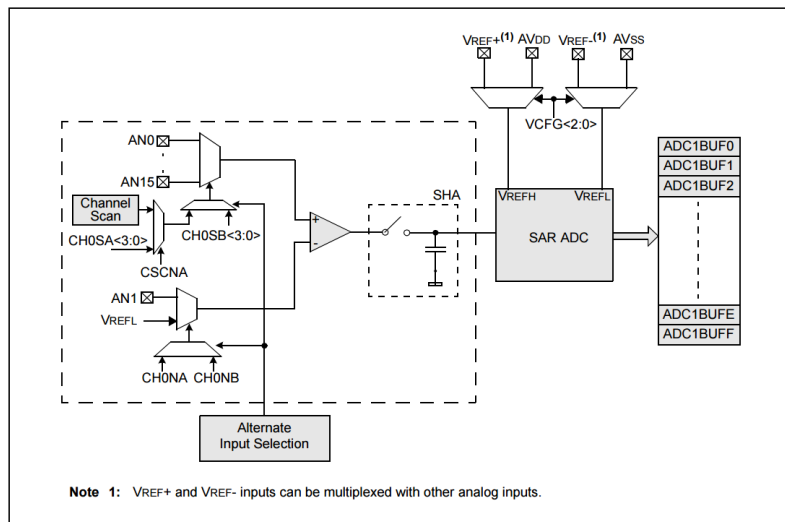 VREF+(1) AVDD VREF-(1) AVSS
VCFG<2:0>
AN0
AN15
Channel
Scan
CH0SA<3:0>
CH0SB<3:0>
CSCNA
AN1
VREFL
CH0NA CH0NB
+
-
SHA
VREFH VREFL
SAR ADC
ADC1BUF0
ADC1BUF1
ADC1BUF2
ADC1BUFE
ADC1BUFF
Alternate
Input Selection
Note 1: VREF+ and VREF- inputs can be multiplexed with other analog inputs.